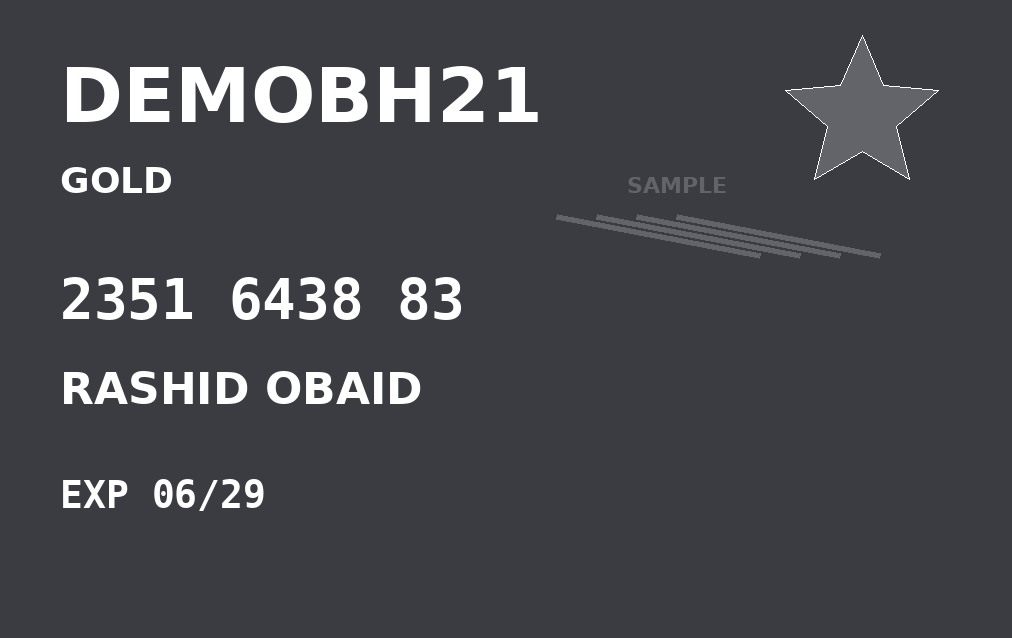 DEMOBH21
GOLD
SAMPLE
2351 6438 83
RASHID OBAID
EXP 06/29